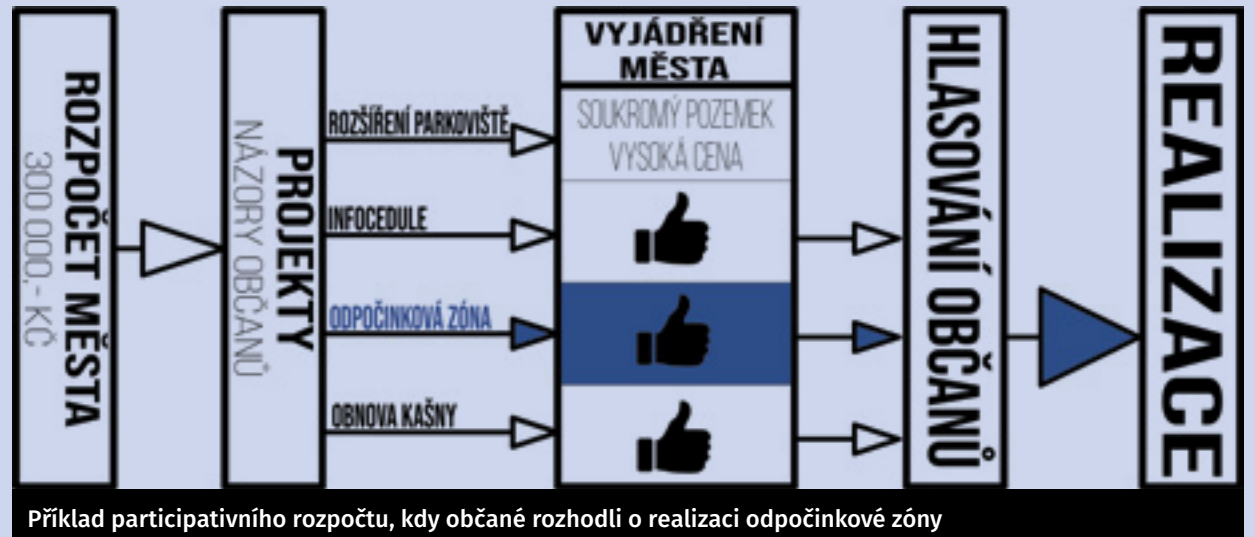 ROZPOČET MĚSTA
300 000,- KČ
PROJEKTY
NÁZORY OBČANŮ
ROZŠÍŘENÍ PARKOVIŠTĚ
INFOCEDULE
ODPOČINKOVÁ ZÓNA
OBNOVA KAŠNY
VYJÁDŘENÍ
MĚSTA
SOUKROMÝ POZEMEK
VYSOKÁ CENA
HLASOVÁNÍ OBČANŮ
REALIZACE
Příklad participativního rozpočtu, kdy občané rozhodli o realizaci odpočinkové zóny